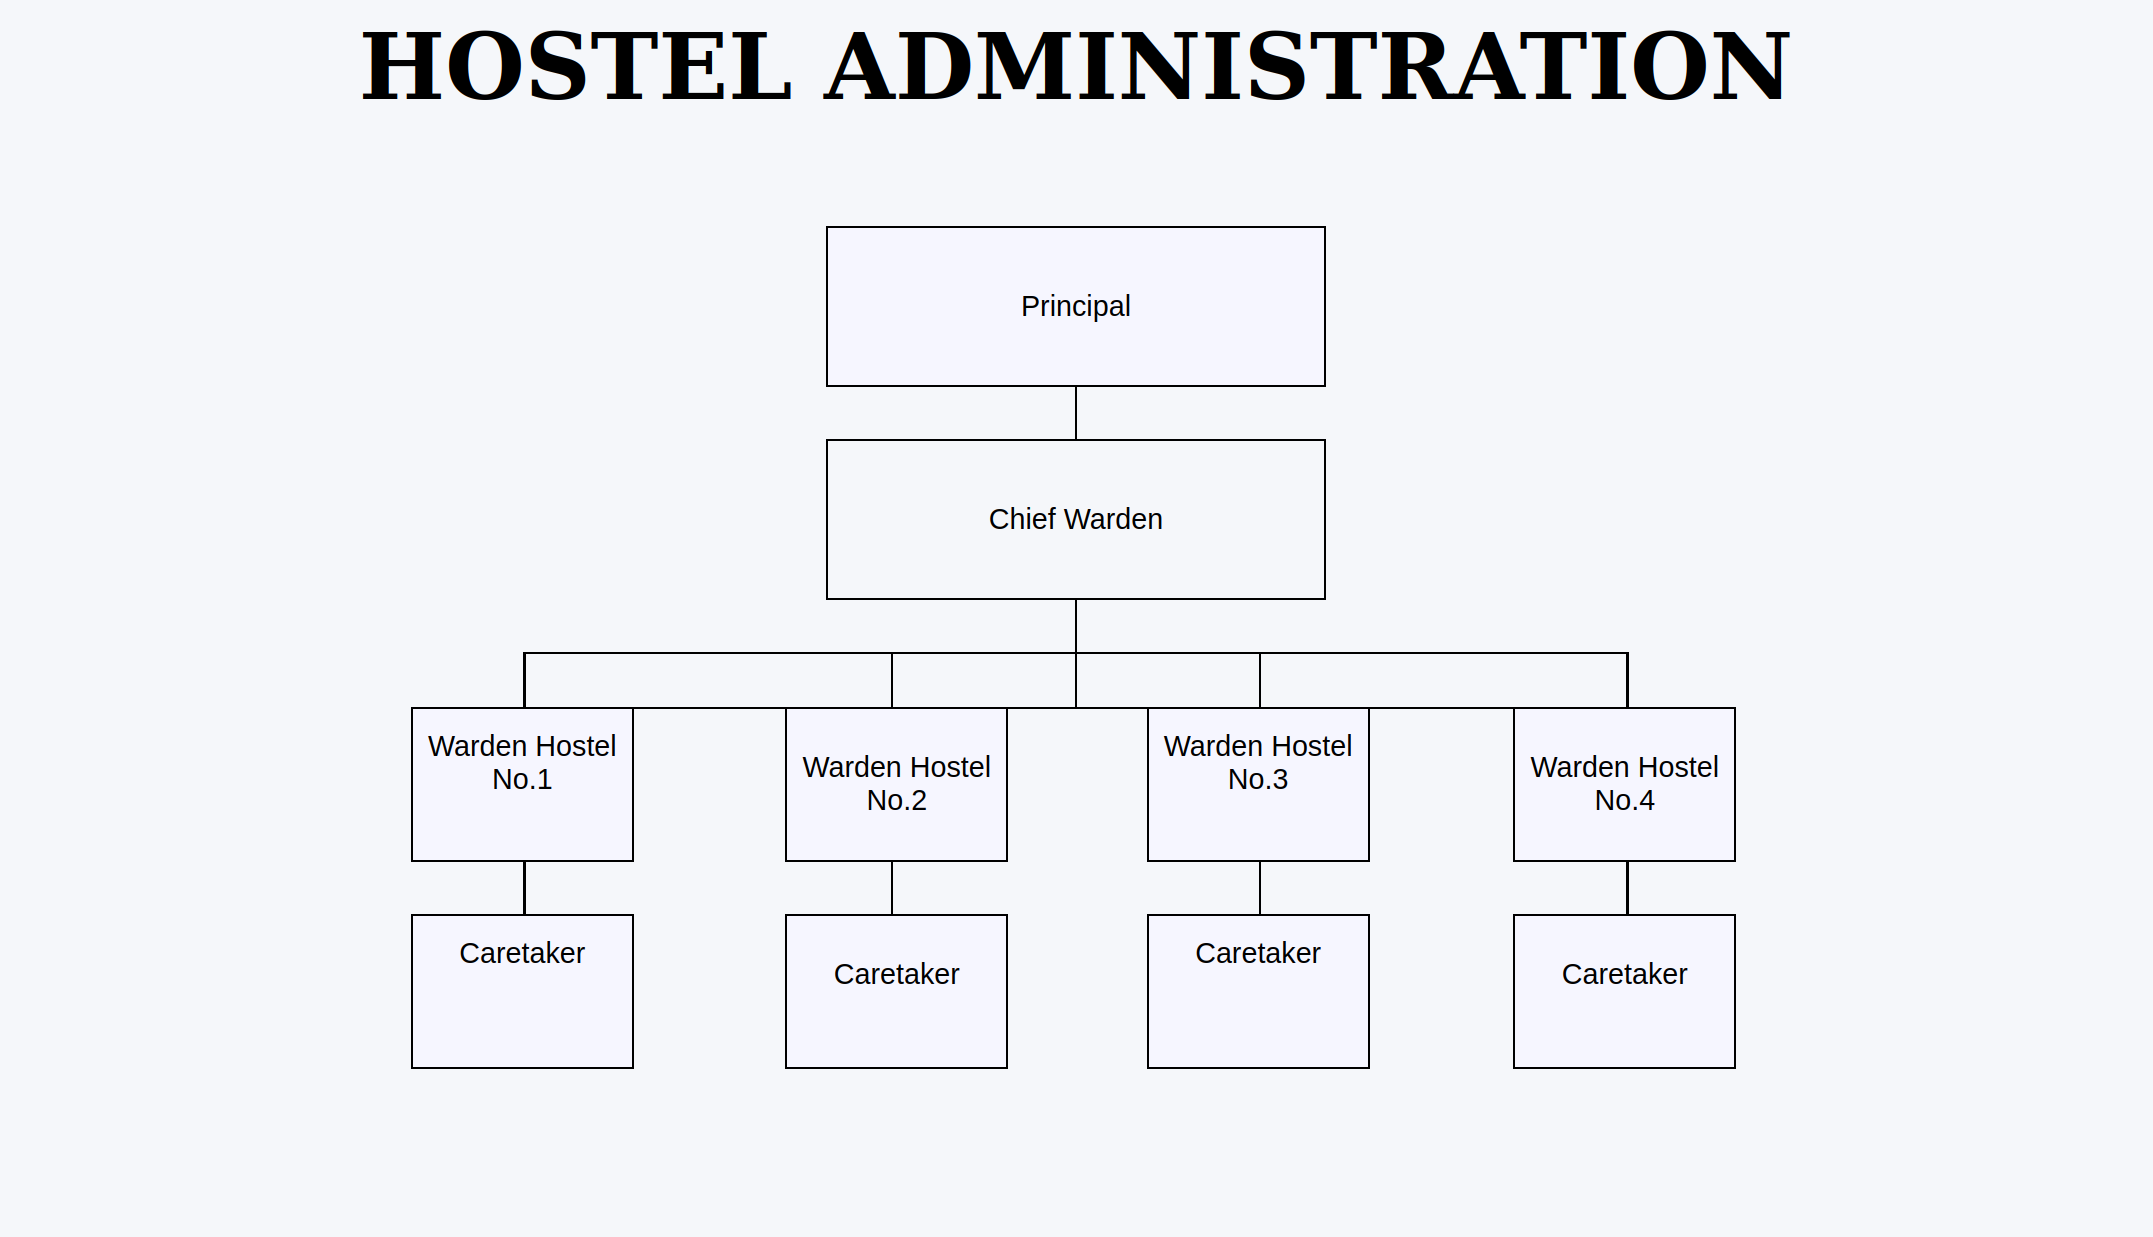 HOSTEL ADMINISTRATION
Principal
Chief Warden
Warden Hostel
No.1
Warden Hostel
No.2
Warden Hostel
No.3
Warden Hostel
No.4
Caretaker
Caretaker
Caretaker
Caretaker